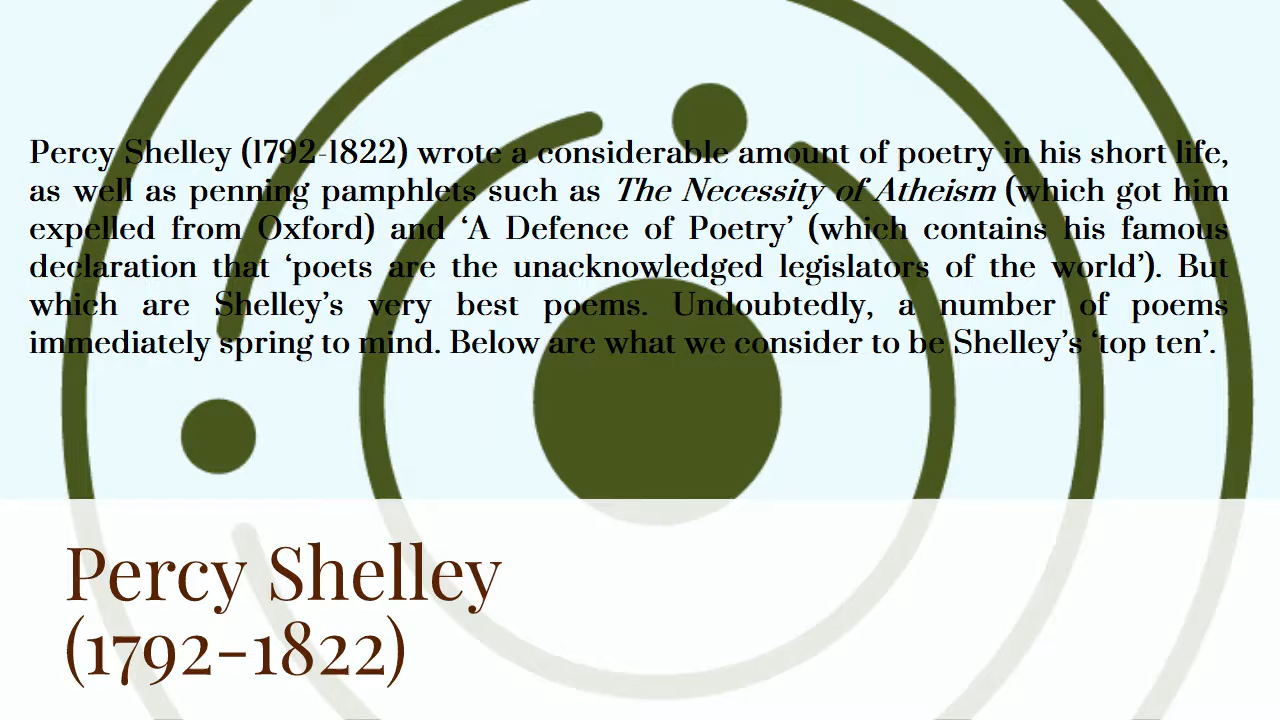 Percy Shelley (1792-1822) wrote a considerable amount of poetry in his short life,
as well as penning pamphlets such as The Necessity of Atheism (which got him
expelled from Oxford) and ‘A Defence of Poetry’ (which contains his famous
declaration that ‘poets are the unacknowledged legislators of the world’). But
which are Shelley’s very best poems. Undoubtedly, a number of poems
immediately spring to mind. Below are what we consider to be Shelley’s ‘top ten’.
Percy Shelley
(1792–1822)